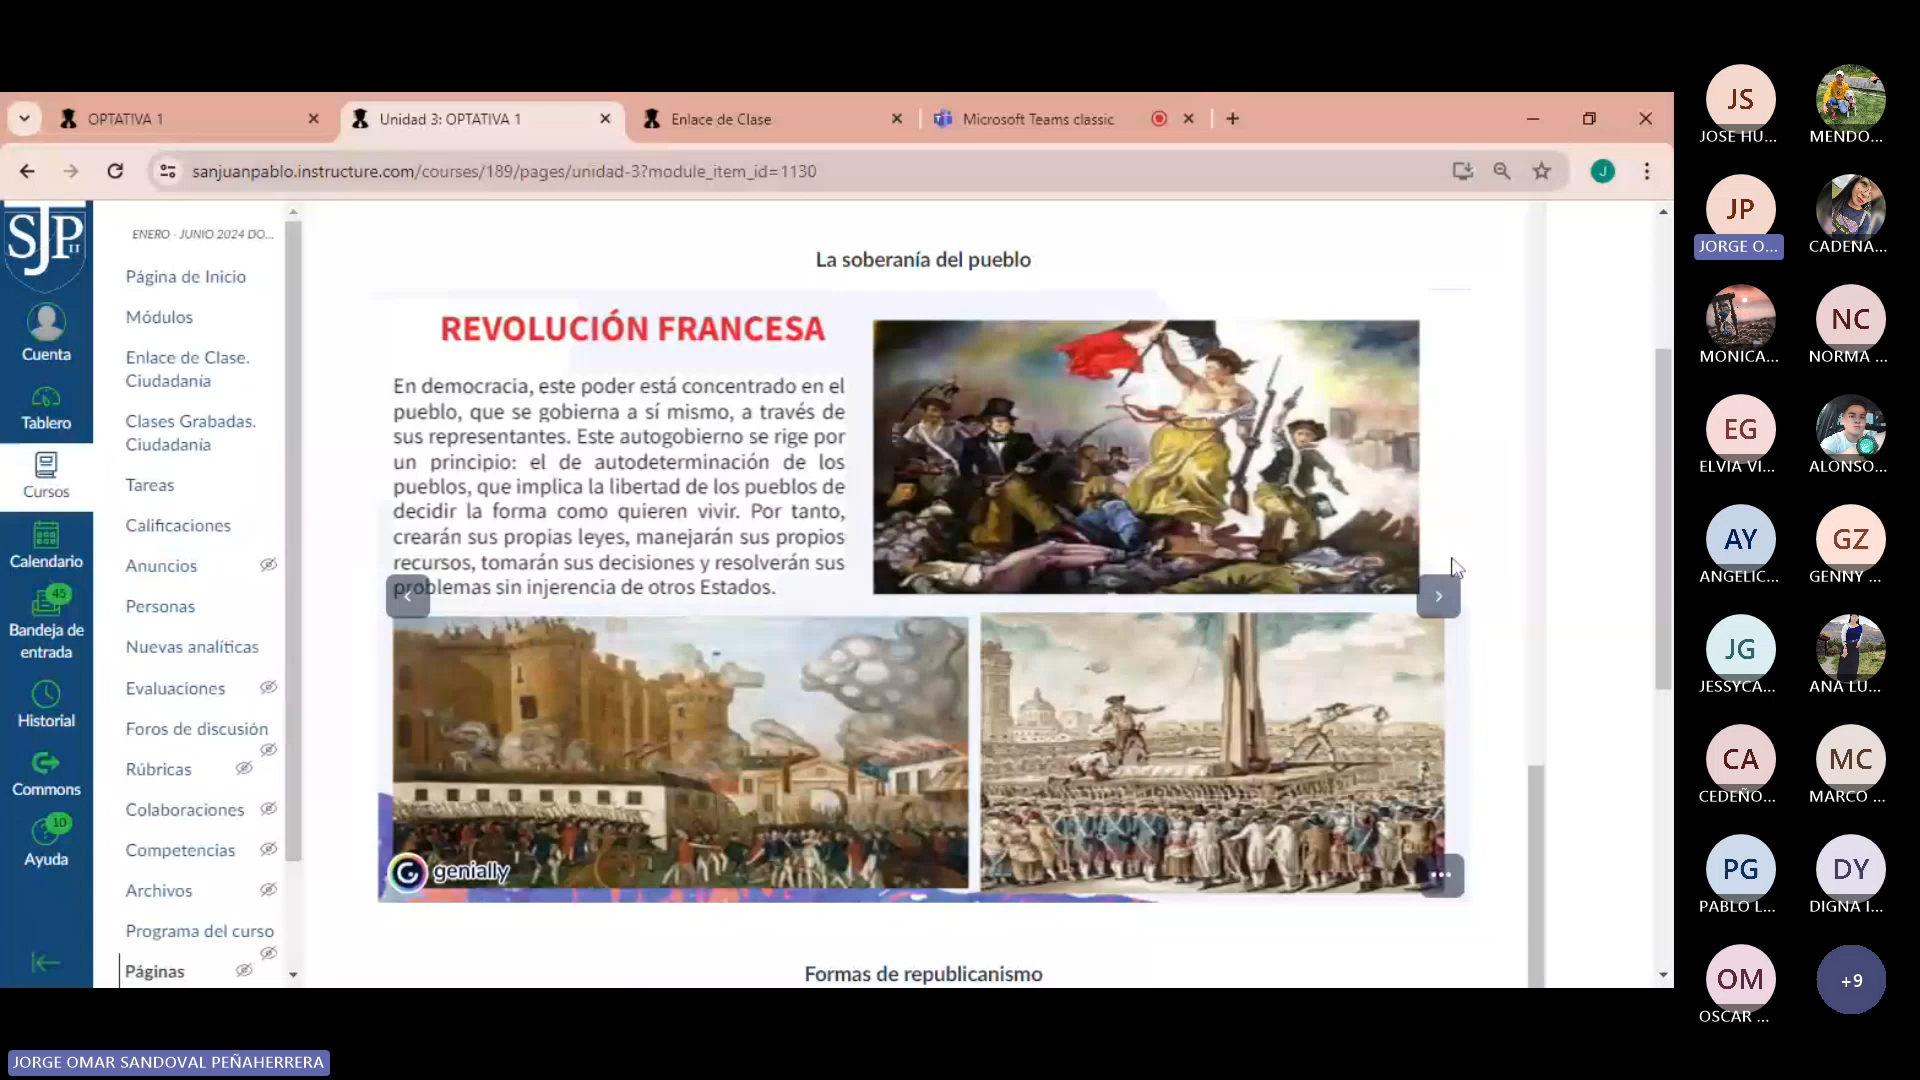 OPTATIVA 1
Unidad 3: OPTATIVA 1
Enlace de Clase
Microsoft Teams classic
sanjuanpablo.instructure.com/courses/189/pages/unidad-3?module_item_id=1130
J
SJP
II
Cuenta
Tablero
Cursos
Calendario
45
Bandeja de
entrada
Historial
Commons
10
Ayuda
ENERO - JUNIO 2024 DO...
Página de Inicio
Módulos
Enlace de Clase.
Ciudadanía
Clases Grabadas.
Ciudadanía
Tareas
Calificaciones
Anuncios
Personas
Nuevas analíticas
Evaluaciones
Foros de discusión
Rúbricas
Colaboraciones
Competencias
Archivos
Programa del curso
Páginas
La soberanía del pueblo
REVOLUCIÓN FRANCESA
En democracia, este poder está concentrado en el
pueblo, que se gobierna a sí mismo, a través de
sus representantes. Este autogobierno se rige por
un principio: el de autodeterminación de los
pueblos, que implica la libertad de los pueblos de
decidir la forma como quieren vivir. Por tanto,
crearán sus propias leyes, manejarán sus propios
recursos, tomarán sus decisiones y resolverán sus
problemas sin injerencia de otros Estados.
genially
Formas de republicanismo
JS
JOSE HU...
MENDO...
JP
JORGE O...
CADENA...
MONICA...
NC
NORMA ...
EG
ELVIA VI...
ALONSO...
AY
ANGELIC...
GZ
GENNY ...
JG
JESSYCA...
ANA LU...
CA
CEDEÑO...
MC
MARCO ...
PG
PABLO L...
DY
DIGNA I...
OM
OSCAR ...
+9
JORGE OMAR SANDOVAL PEÑAHERRERA